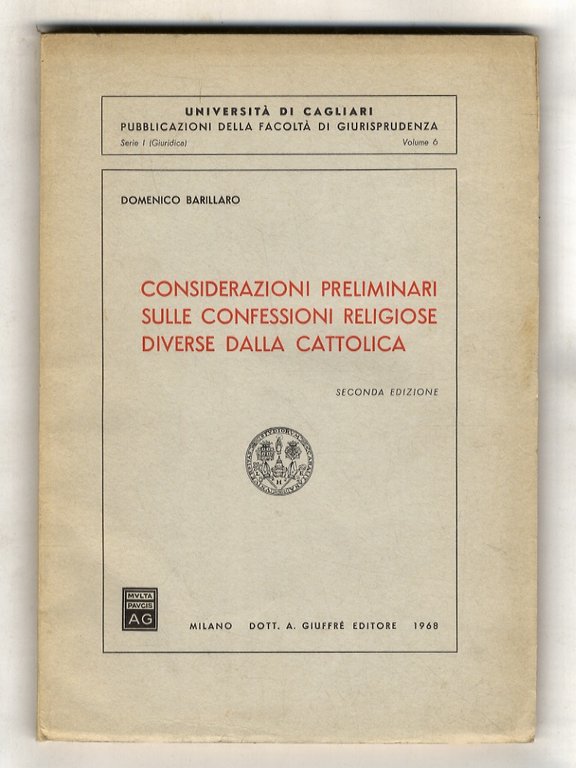 UNIVERSITÀ DI CAGLIARI
PUBBLICAZIONI DELLA FACOLTÀ DI GIURISPRUDENZA
Serie I (Giuridica) Volume 6
DOMENICO BARILLARO
CONSIDERAZIONI PRELIMINARI
SULLE CONFESSIONI RELIGIOSE
DIVERSE DALLA CATTOLICA
SECONDA EDIZIONE
MVLTA
PAVCIS
AG
MILANO DOTT. A. GIUFFRÉ EDITORE 1968